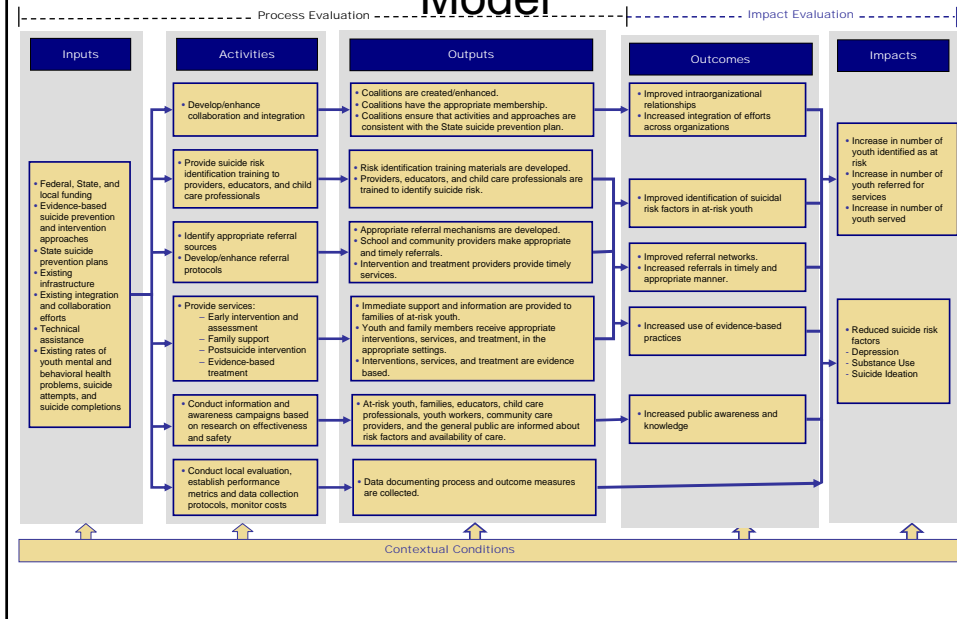 Model
Process Evaluation
Impact Evaluation
Inputs
Activities
Outputs
Outcomes
Impacts
• Federal, State, and
local funding
• Evidence-based
suicide prevention
and intervention
approaches
• State suicide
prevention plans
• Existing
infrastructure
• Existing integration
and collaboration
efforts
• Technical
assistance
• Existing rates of
youth mental and
behavioral health
problems, suicide
attempts, and
suicide completions
• Develop/enhance
collaboration and integration
• Provide suicide risk
identification training to
providers, educators, and child
care professionals
• Identify appropriate referral
sources
• Develop/enhance referral
protocols
• Provide services:
– Early intervention and
assessment
– Family support
– Postsuicide intervention
– Evidence-based
treatment
• Conduct information and
awareness campaigns based
on research on effectiveness
and safety
• Conduct local evaluation,
establish performance
metrics and data collection
protocols, monitor costs
• Coalitions are created/enhanced.
• Coalitions have the appropriate membership.
• Coalitions ensure that activities and approaches are
consistent with the State suicide prevention plan.
• Risk identification training materials are developed.
• Providers, educators, and child care professionals are
trained to identify suicide risk.
• Appropriate referral mechanisms are developed.
• School and community providers make appropriate
and timely referrals.
• Intervention and treatment providers provide timely
services.
• Immediate support and information are provided to
families of at-risk youth.
• Youth and family members receive appropriate
interventions, services, and treatment, in the
appropriate settings.
• Interventions, services, and treatment are evidence
based.
• At-risk youth, families, educators, child care
professionals, youth workers, community care
providers, and the general public are informed about
risk factors and availability of care.
• Data documenting process and outcome measures
are collected.
• Improved intraorganizational
relationships
• Increased integration of efforts
across organizations
• Improved identification of suicidal
risk factors in at-risk youth
• Improved referral networks.
• Increased referrals in timely and
appropriate manner.
• Increased use of evidence-based
practices
• Increased public awareness and
knowledge
• Increase in number of
youth identified as at
risk
• Increase in number of
youth referred for
services
• Increase in number of
youth served
• Reduced suicide risk
factors
- Depression
- Substance Use
- Suicide Ideation
Contextual Conditions